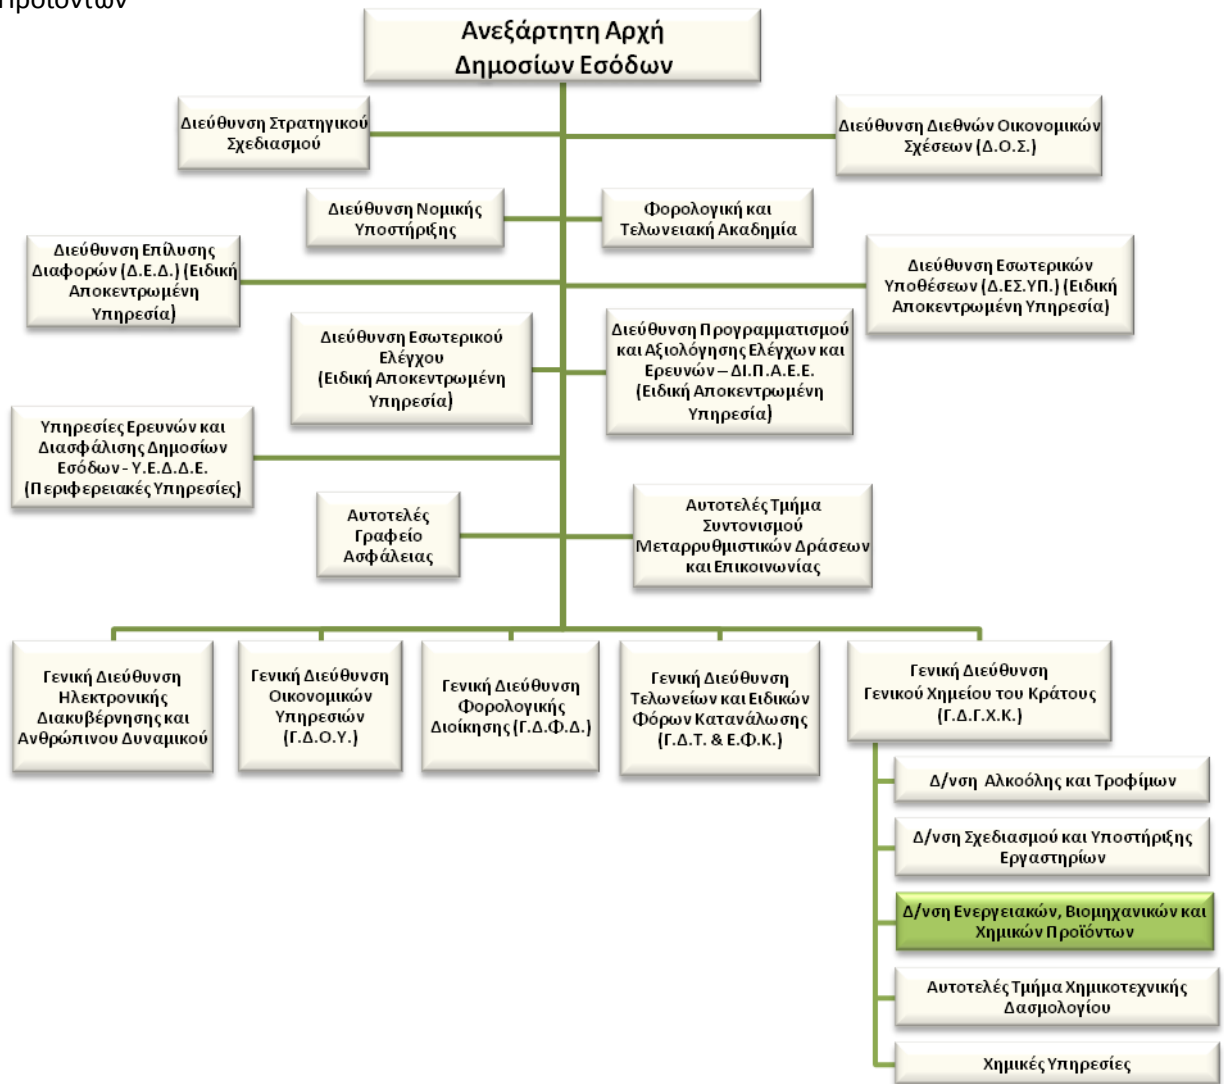 Προϊόντων
Ανεξάρτητη Αρχή
Δημοσίων Εσόδων
Διεύθυνση Στρατηγικού
Σχεδιασμού
Διεύθυνση Διεθνών Οικονομικών
Σχέσεων (Δ.Ο.Σ.)
Διεύθυνση Νομικής
Υποστήριξης
Φορολογική και
Τελωνειακή Ακαδημία
Διεύθυνση Επίλυσης
Διαφορών (Δ.Ε.Δ.) (Ειδική
Αποκεντρωμένη
Υπηρεσία)
Διεύθυνση Εσωτερικών
Υποθέσεων (Δ.ΕΣ.ΥΠ.) (Ειδική
Αποκεντρωμένη Υπηρεσία)
Διεύθυνση Εσωτερικού
Ελέγχου
(Ειδική Αποκεντρωμένη
Υπηρεσία)
Διεύθυνση Προγραμματισμού
και Αξιολόγησης Ελέγχων και
Ερευνών – ΔΙ.Π.Α.Ε.Ε.
(Ειδική Αποκεντρωμένη
Υπηρεσία)
Υπηρεσίες Ερευνών και
Διασφάλισης Δημοσίων
Εσόδων - Υ.Ε.Δ.Δ.Ε.
(Περιφερειακές Υπηρεσίες)
Αυτοτελές
Γραφείο
Ασφάλειας
Αυτοτελές Τμήμα
Συντονισμού
Μεταρρυθμιστικών Δράσεων
και Επικοινωνίας
Γενική Διεύθυνση
Ηλεκτρονικής
Διακυβέρνησης και
Ανθρώπινου Δυναμικού
Γενική Διεύθυνση
Οικονομικών
Υπηρεσιών
(Γ.Δ.Ο.Υ.)
Γενική Διεύθυνση
Φορολογικής
Διοίκησης (Γ.Δ.Φ.Δ.)
Γενική Διεύθυνση
Τελωνείων και Ειδικών
Φόρων Κατανάλωσης
(Γ.Δ.Τ. & Ε.Φ.Κ.)
Γενική Διεύθυνση
Γενικού Χημείου του Κράτους
(Γ.Δ.Γ.Χ.Κ.)
Δ/νση Αλκοόλης και Τροφίμων
Δ/νση Σχεδιασμού και Υποστήριξης
Εργαστηρίων
Δ/νση Ενεργειακών, Βιομηχανικών και
Χημικών Προϊόντων
Αυτοτελές Τμήμα Χημικοτεχνικής
Δασμολογίου
Χημικές Υπηρεσίες